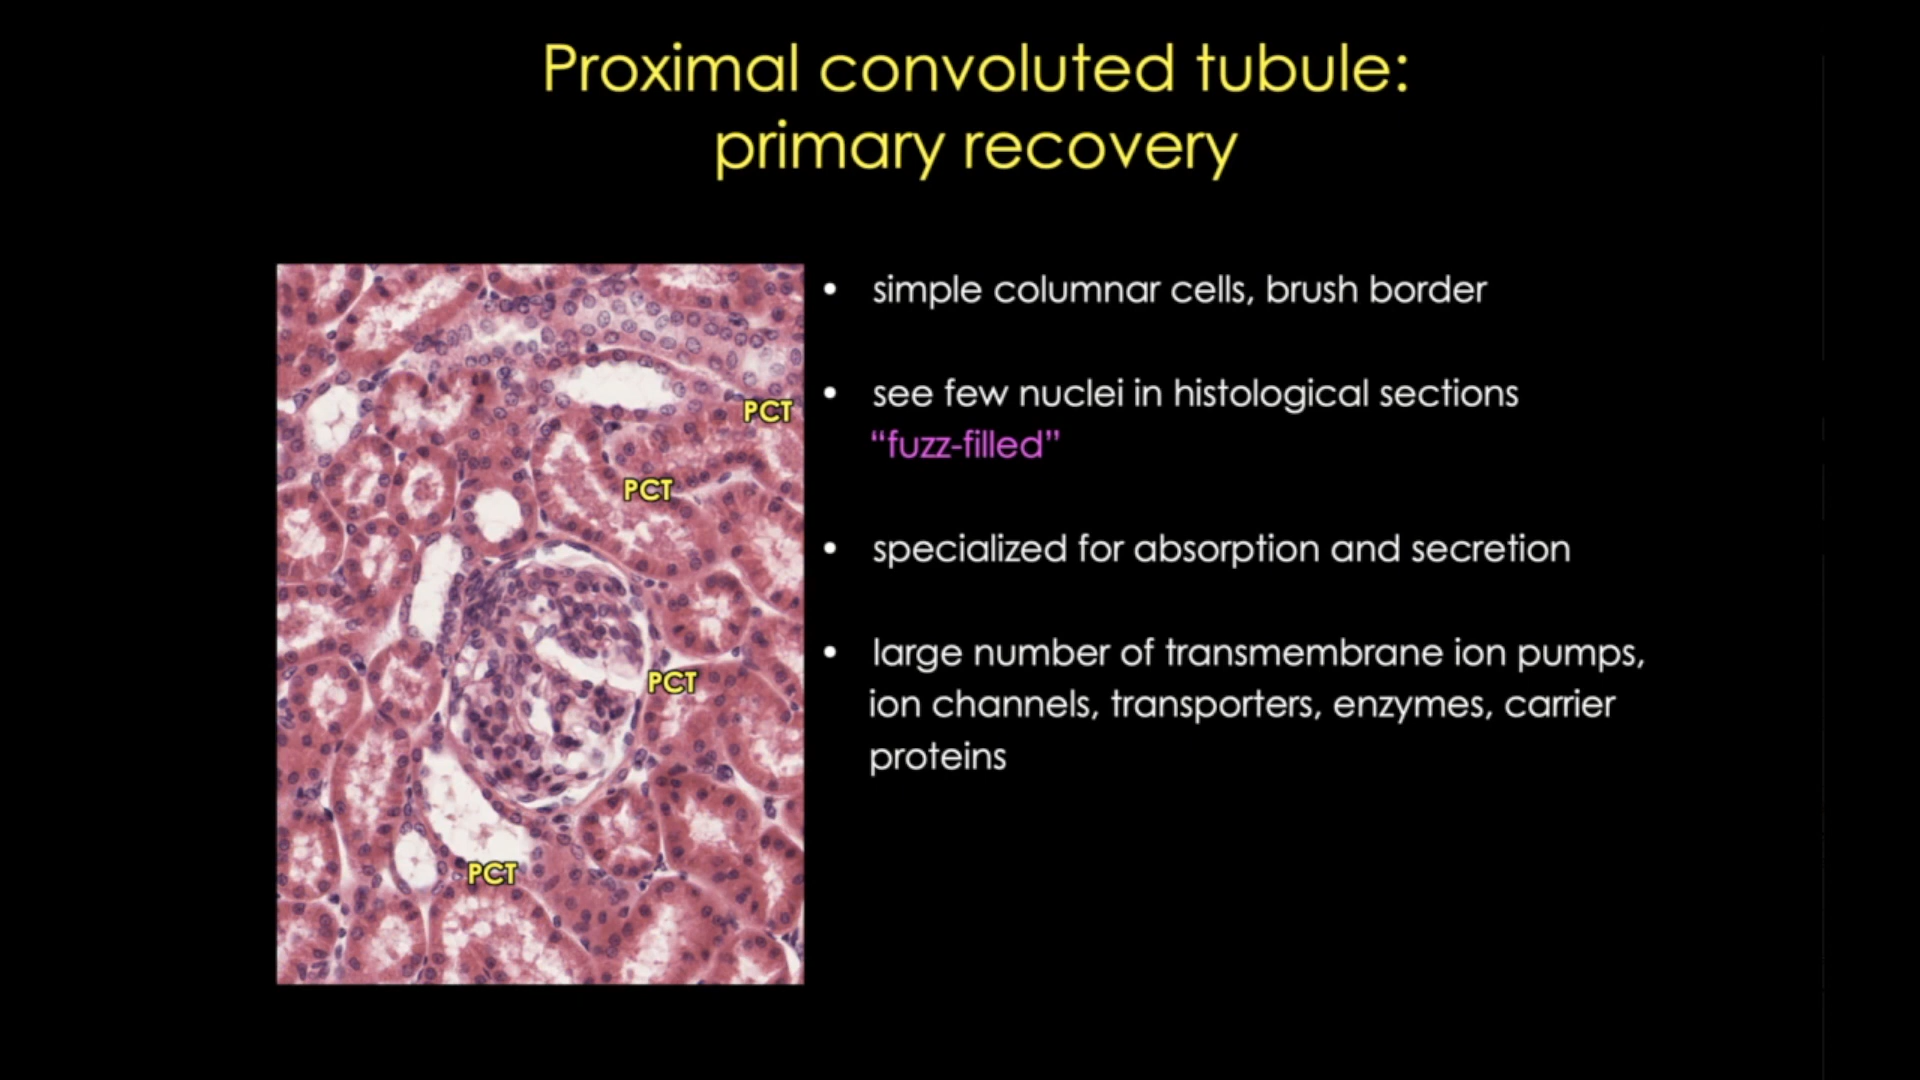 Proximal convoluted tubule:
primary recovery
PCT
PCT
PCT
PCT
• simple columnar cells, brush border
• see few nuclei in histological sections
“fuzz-filled”
• specialized for absorption and secretion
• large number of transmembrane ion pumps,
ion channels, transporters, enzymes, carrier
proteins